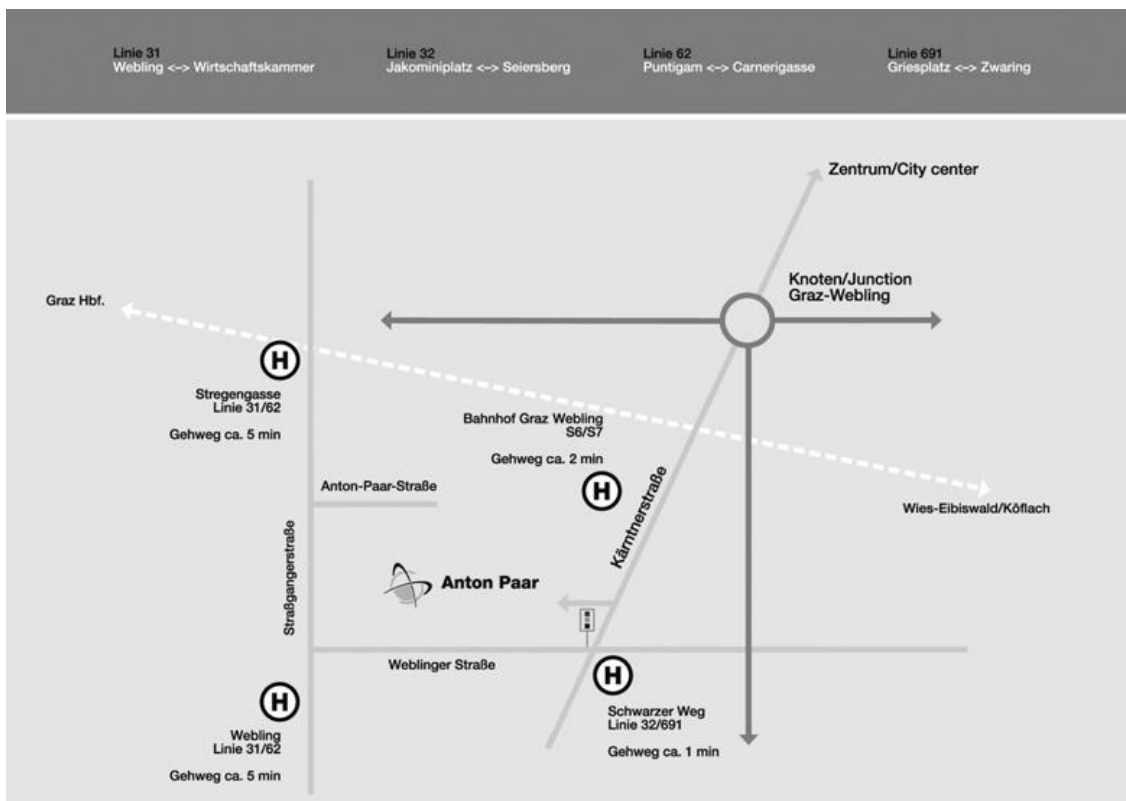 Linie 31
Webling <-> Wirtschaftskammer
Linie 32
Jakominiplatz <-> Seiersberg
Linie 62
Puntigam <-> Carnerigasse
Linie 691
Griesplatz <-> Zwaring
Zentrum/City center
Knoten/Junction
Graz-Webling
Graz Hbf.
H
Stregengasse
Linie 31/62
Gehweg ca. 5 min
Bahnhof Graz Webling
S6/S7
Gehweg ca. 2 min
H
Anton-Paar-Straße
Wies-Eibiswald/Köflach
Kärntnerstraße
Straßgangerstraße
Anton Paar
Weblinger Straße
H
Webling
Linie 31/62
Gehweg ca. 5 min
H
Schwarzer Weg
Linie 32/691
Gehweg ca. 1 min